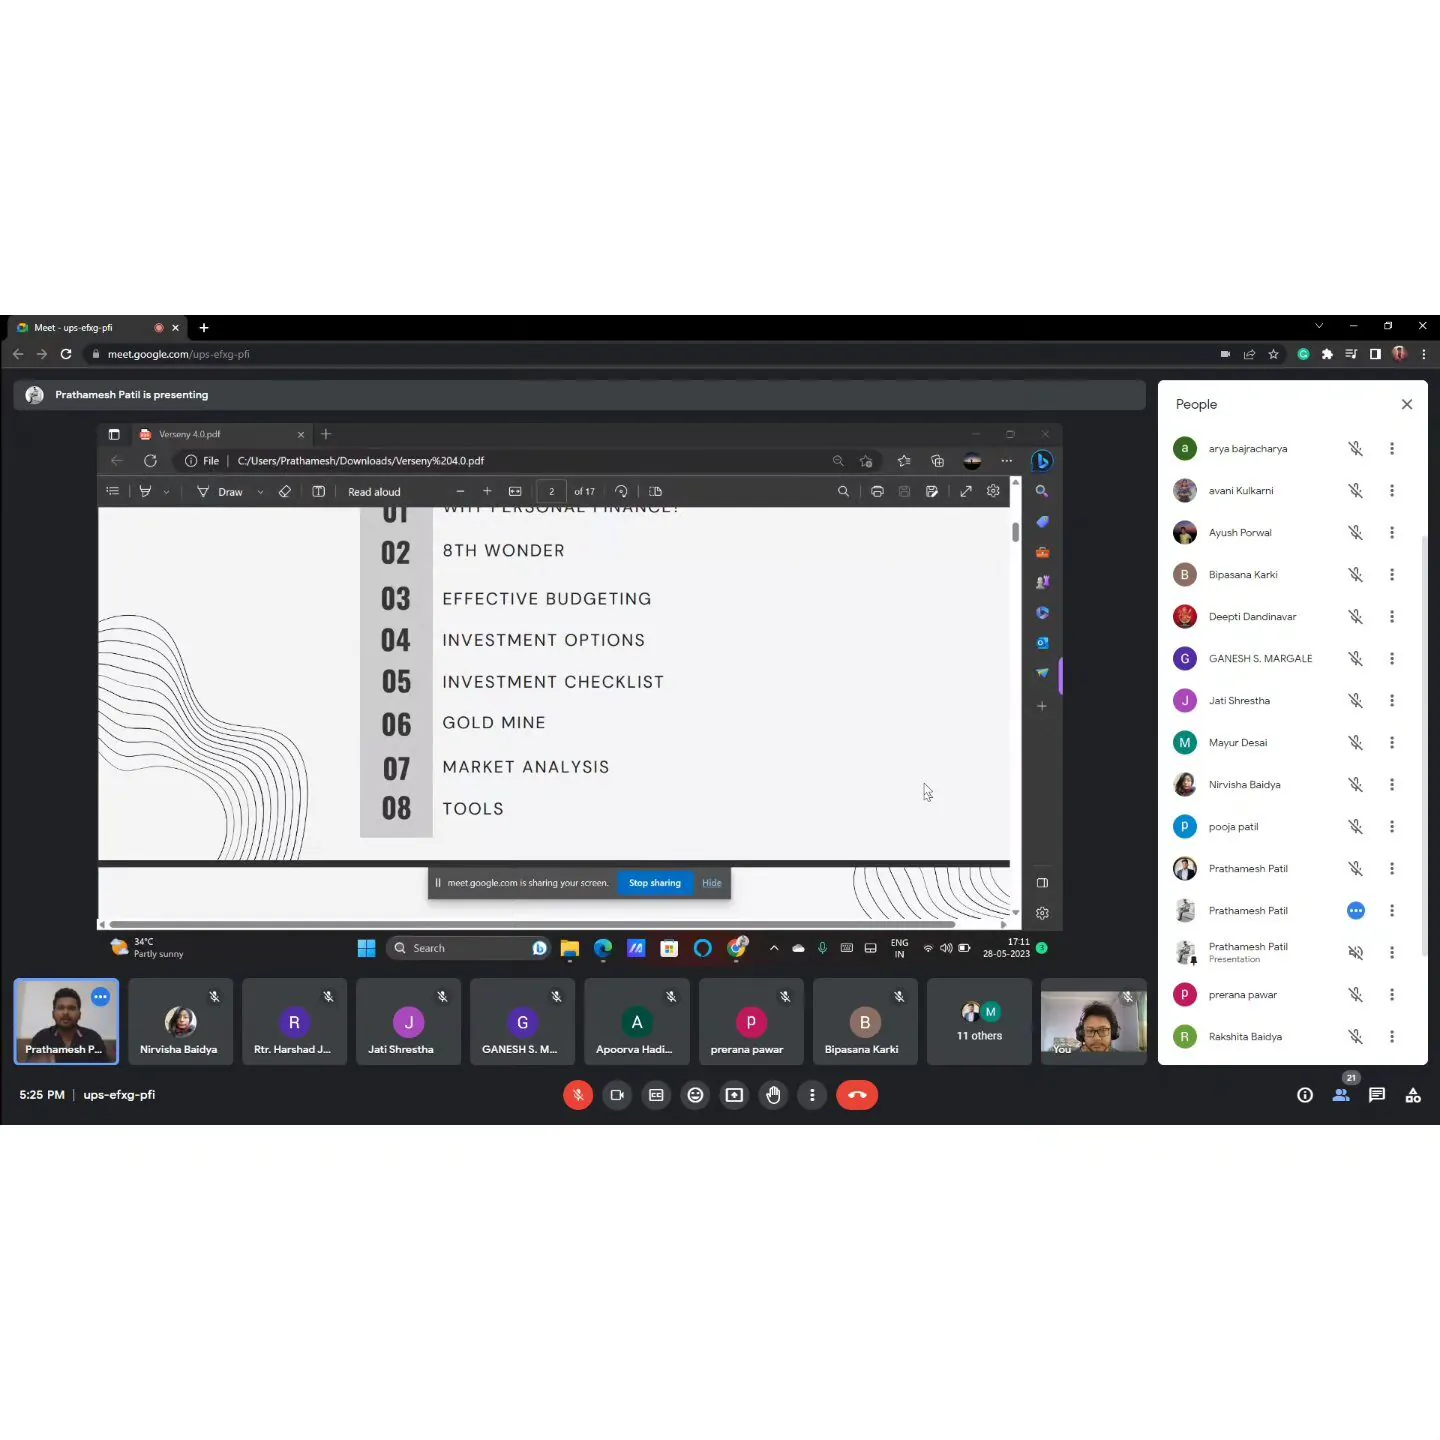 Meet - ups-efxg-pfi
meet.google.com/ups-efxg-pfi
Prathamesh Patil is presenting
Verseny 4.0.pdf
File | C:/Users/Prathamesh/Downloads/Verseny%204.0.pdf
Draw
Read aloud
2 of 17
01 WHY PERSONAL FINANCE?
02 8TH WONDER
03 EFFECTIVE BUDGETING
04 INVESTMENT OPTIONS
05 INVESTMENT CHECKLIST
06 GOLD MINE
07 MARKET ANALYSIS
08 TOOLS
meet.google.com is sharing your screen. Stop sharing Hide
34°C
Partly sunny
Search
ENG
IN
17:11
28-05-2023
3
People
a arya bajracharya
avani Kulkarni
Ayush Porwal
B Bipasana Karki
Deepti Dandinavar
G GANESH S. MARGALE
J Jati Shrestha
M Mayur Desai
Nirvisha Baidya
p pooja patil
Prathamesh Patil
Prathamesh Patil
Prathamesh Patil
Presentation
p prerana pawar
R Rakshita Baidya
Prathamesh P...
Nirvisha Baidya
R
Rtr. Harshad J...
J
Jati Shrestha
G
GANESH S. M...
A
Apoorva Hadi...
p
prerana pawar
B
Bipasana Karki
M
11 others
You
5:25 PM | ups-efxg-pfi
CC
21